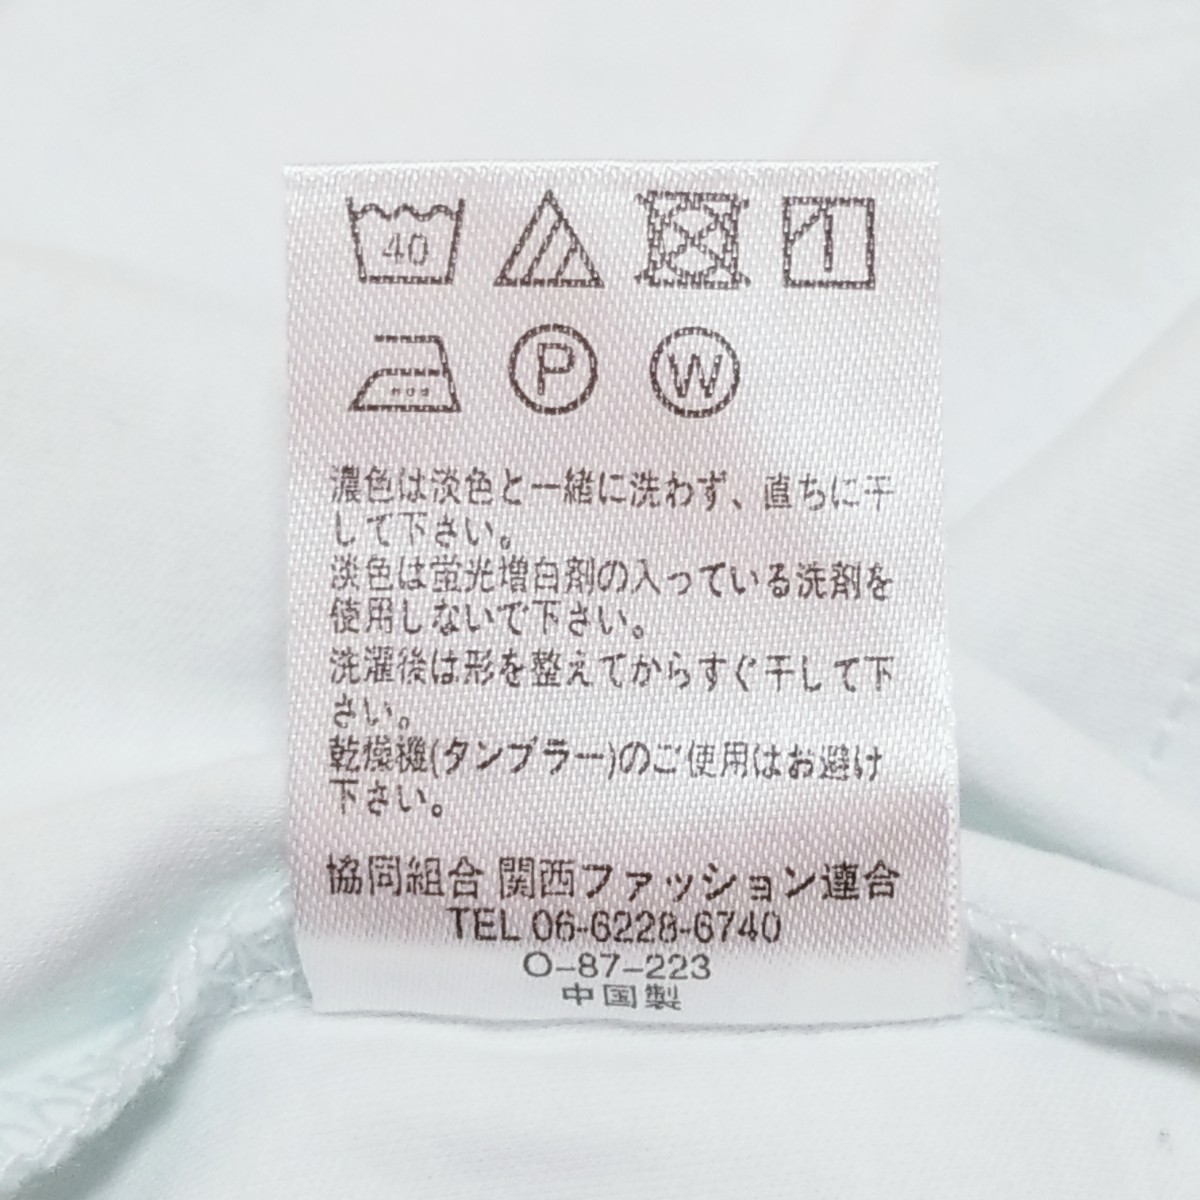 40
P
W
濃色は淡色と一緒に洗わず、直ちに干
して下さい。
淡色は蛍光増白剤の入っている洗剤を
使用しないで下さい。
洗濯後は形を整えてからすぐ干して下
さい。
乾燥機(タンブラー)のご使用はお避け
下さい。
協同組合 関西ファッション連合
TEL 06-6228-6740
O-87-223
中国製